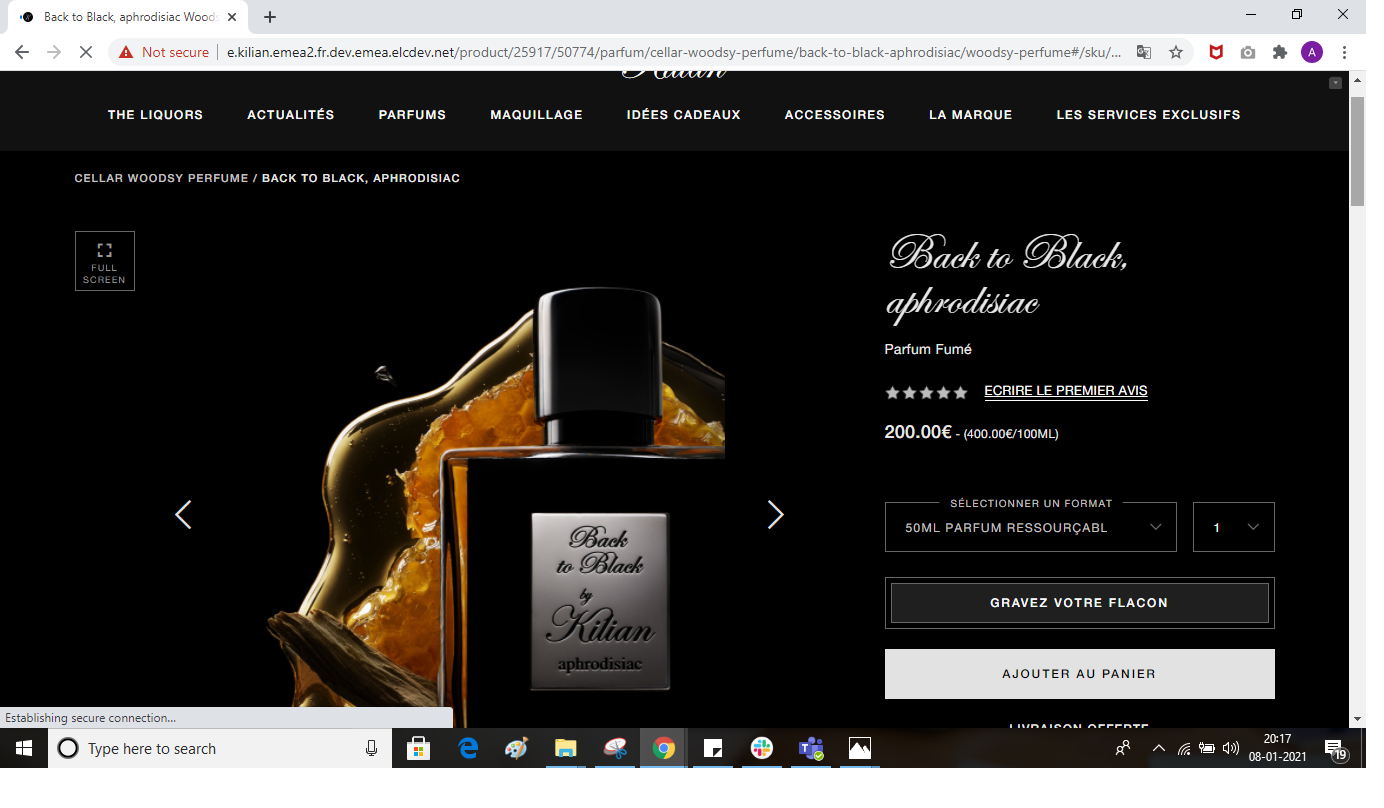 Back to Black, aphrodisiac Woods
Not secure
e.kilian.emea2.fr.dev.emea.elcdev.net/product/25917/50774/parfum/cellar-woodsy-perfume/back-to-black-aphrodisiac/woodsy-perfume#/sku/...
A
Kilian
THE LIQUORS
ACTUALITÉS
PARFUMS
MAQUILLAGE
IDÉES CADEAUX
ACCESSOIRES
LA MARQUE
LES SERVICES EXCLUSIFS
CELLAR WOODSY PERFUME / BACK TO BLACK, APHRODISIAC
FULL
SCREEN
Back to Black,
aphrodisiac
Parfum Fumé
ECRIRE LE PREMIER AVIS
200.00€ - (400.00€/100ML)
SÉLECTIONNER UN FORMAT
50ML PARFUM RESSOURÇABL
1
GRAVEZ VOTRE FLACON
AJOUTER AU PANIER
LIVRAISON OFFERTE
Back
to Black
by
Kilian
aphrodisiac
Establishing secure connection...
Type here to search
20:17
08-01-2021
19